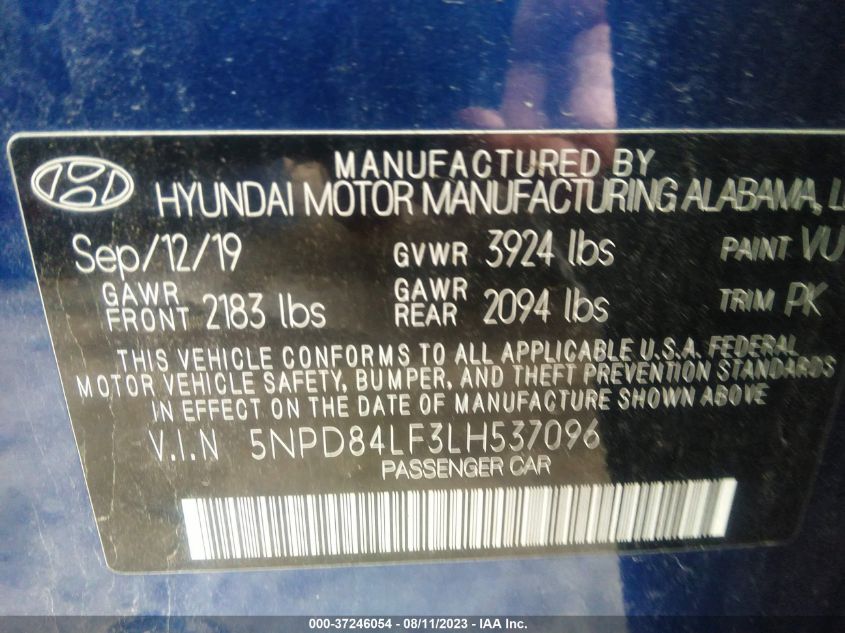 MANUFACTURED BY
HYUNDAI MOTOR MANUFACTURING ALABAMA, L
Sep/12/19 GVWR 3924 lbs PAINT VU
GAWR FRONT 2183 lbs GAWR REAR 2094 lbs TRIM PK
THIS VEHICLE CONFORMS TO ALL APPLICABLE U.S.A. FEDERAL
MOTOR VEHICLE SAFETY, BUMPER, AND THEFT PREVENTION STANDARDS
IN EFFECT ON THE DATE OF MANUFACTURE SHOWN ABOVE
V.I.N 5NPD84LF3LH537096
PASSENGER CAR
000-37246054 - 08/11/2023 - IAA Inc.